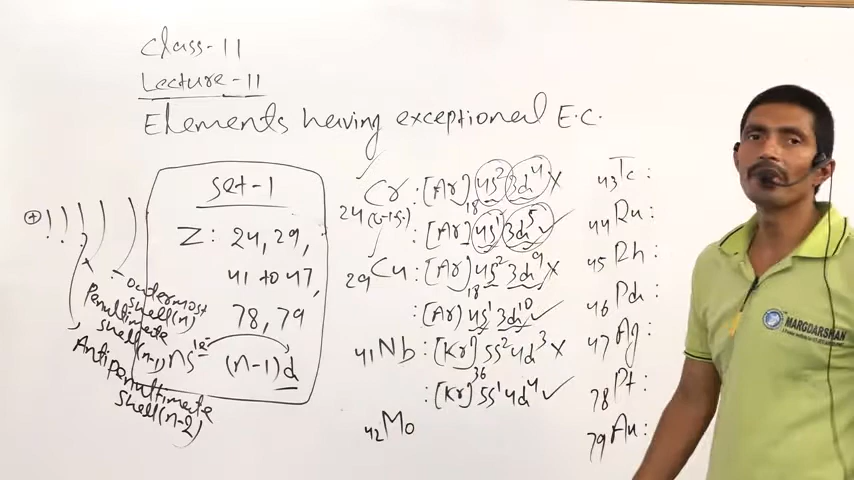 Class-11
Lecture-11
Elements having exceptional E.C.
set-1
Z: 24, 29,
41 to 47,
78, 79
ns (n-1)d
+
outermost
shell(n)
Penultimate
shell(n-1)
Antipenultimate
shell(n-2)
24Cr : [Ar] 4s² 3d⁴ X
: [Ar]¹⁸ 4s¹ 3d⁵ ✓
29Cu : [Ar] 4s² 3d⁹ X
: [Ar]¹⁸ 4s¹ 3d¹⁰ ✓
41Nb : [Kr] 5s² 4d³ X
: [Kr]³⁶ 5s¹ 4d⁴ ✓
42Mo
43Tc :
44Ru :
45Rh :
46Pd :
47Ag :
78Pt :
79Au :
MARGDARSHAN